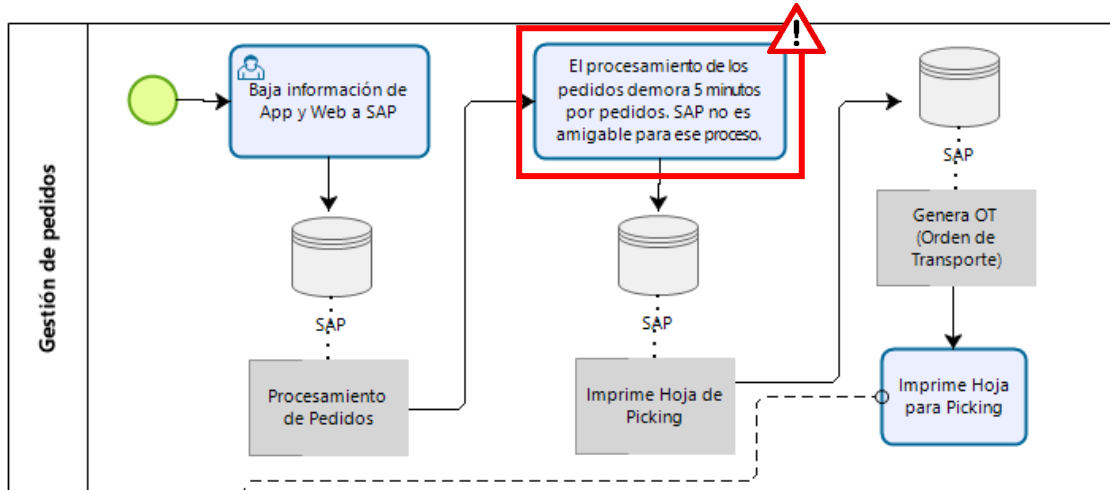 Gestión de pedidos
Baja información de
App y Web a SAP
SAP
Procesamiento
de Pedidos
!
El procesamiento de los
pedidos demora 5 minutos
por pedidos. SAP no es
amigable para ese proceso.
SAP
Imprime Hoja de
Picking
SAP
Genera OT
(Orden de
Transporte)
Imprime Hoja
para Picking